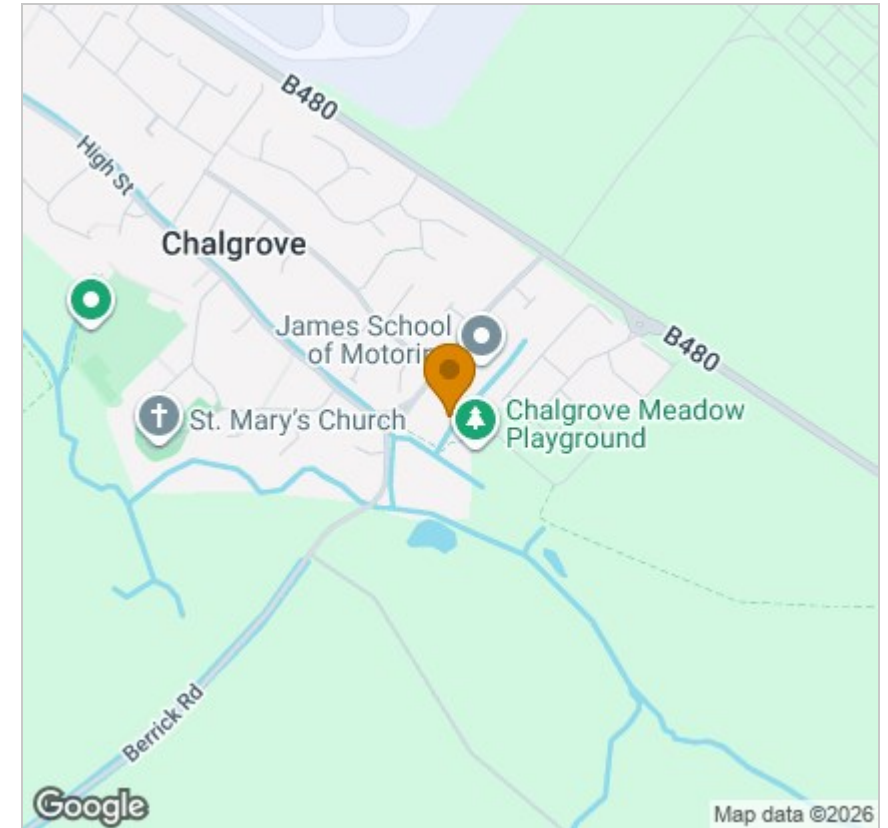 B480
High St
Chalgrove
James School
of Motorin
St. Mary's Church
Chalgrove Meadow
Playground
B480
Berrick Rd
Google
Map data ©2026